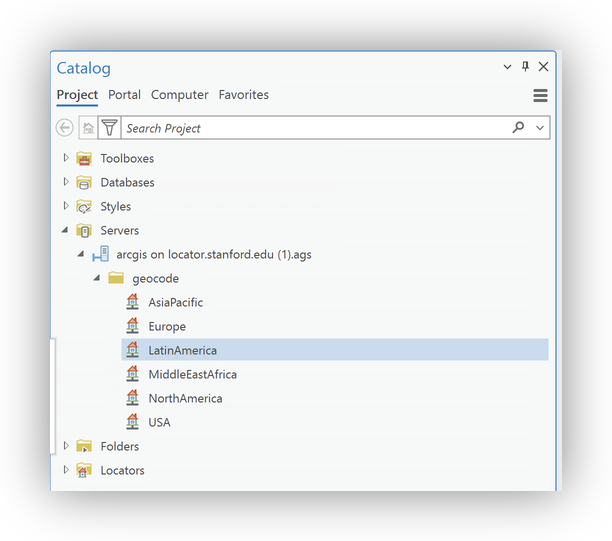 Catalog
Project Portal Computer Favorites
Search Project
Toolboxes
Databases
Styles
Servers
arcgis on locator.stanford.edu (1).ags
geocode
AsiaPacific
Europe
LatinAmerica
MiddleEastAfrica
NorthAmerica
USA
Folders
Locators